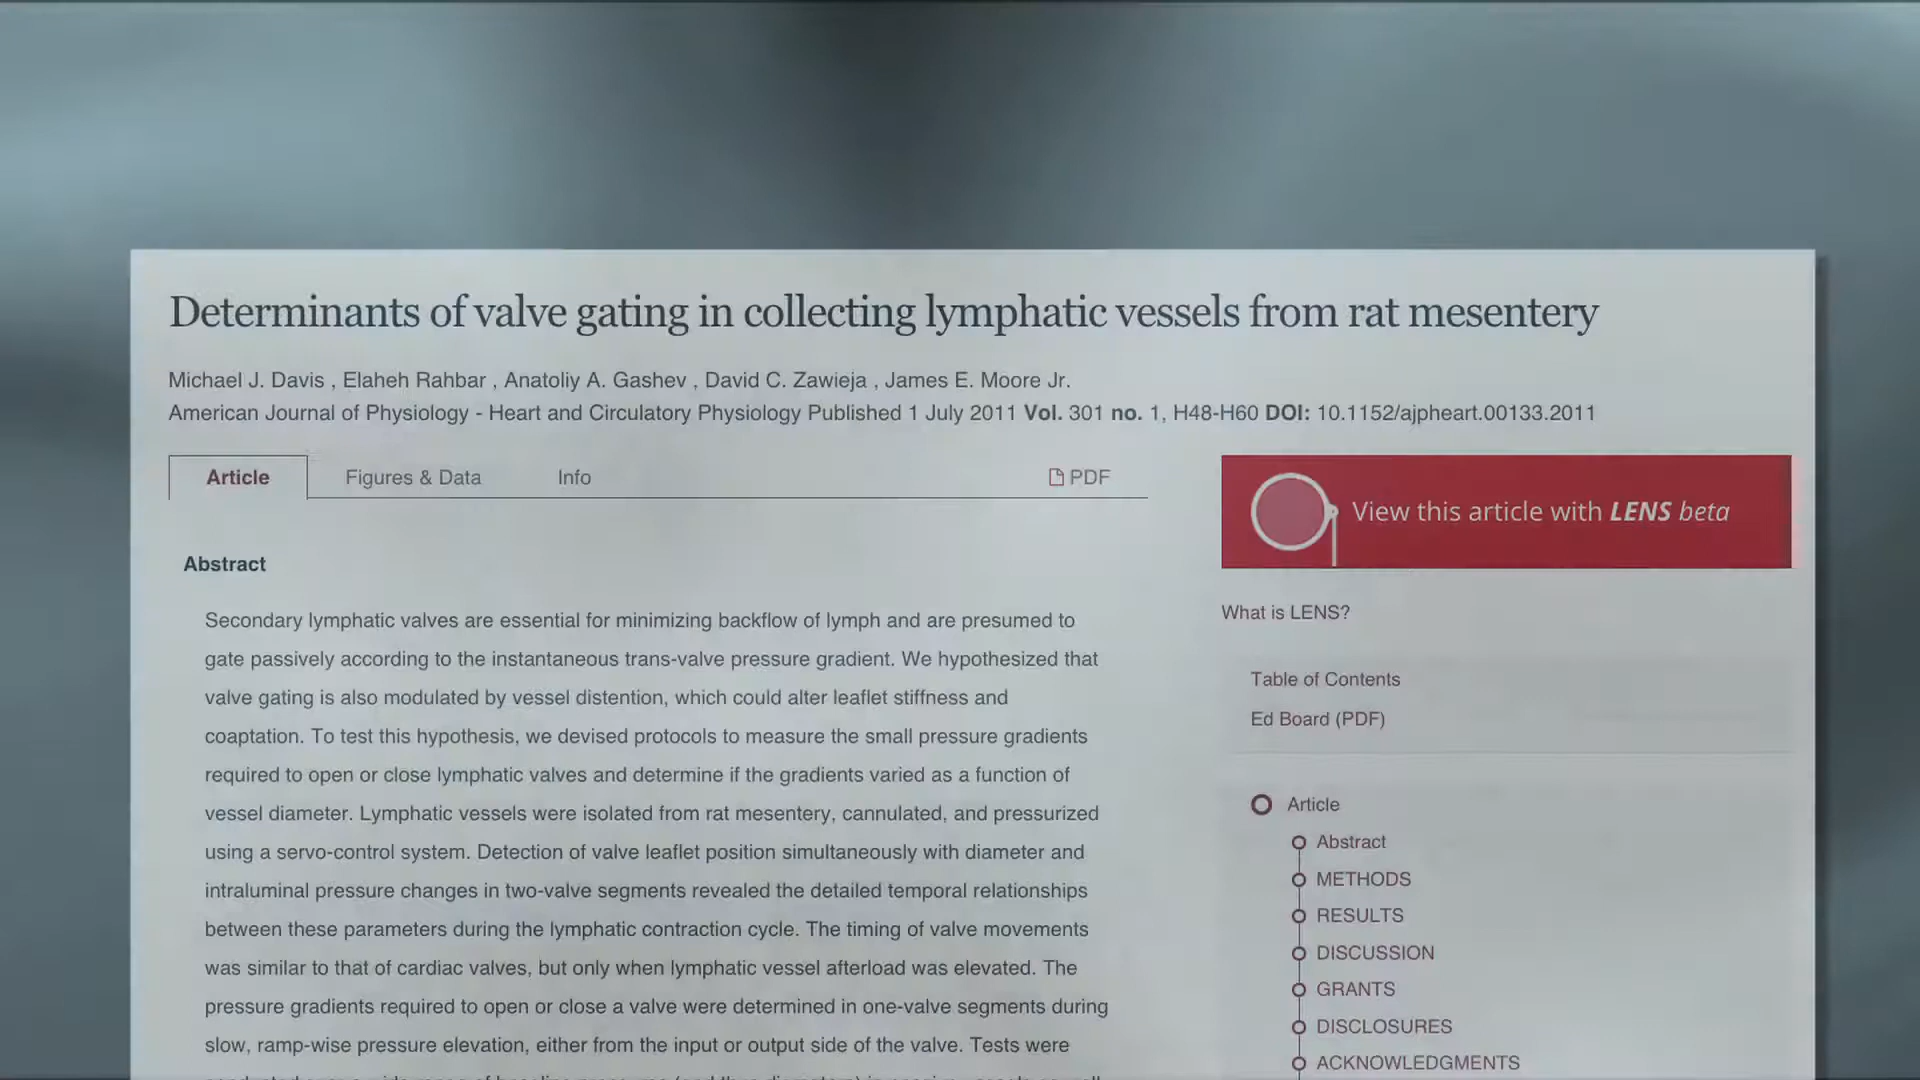 Determinants of valve gating in collecting lymphatic vessels from rat mesentery
Michael J. Davis , Elaheh Rahbar , Anatoliy A. Gashev , David C. Zawieja , James E. Moore Jr.
American Journal of Physiology - Heart and Circulatory Physiology Published 1 July 2011 Vol. 301 no. 1, H48-H60 DOI: 10.1152/ajpheart.00133.2011
Article
Figures & Data
Info
PDF
Abstract
Secondary lymphatic valves are essential for minimizing backflow of lymph and are presumed to
gate passively according to the instantaneous trans-valve pressure gradient. We hypothesized that
valve gating is also modulated by vessel distention, which could alter leaflet stiffness and
coaptation. To test this hypothesis, we devised protocols to measure the small pressure gradients
required to open or close lymphatic valves and determine if the gradients varied as a function of
vessel diameter. Lymphatic vessels were isolated from rat mesentery, cannulated, and pressurized
using a servo-control system. Detection of valve leaflet position simultaneously with diameter and
intraluminal pressure changes in two-valve segments revealed the detailed temporal relationships
between these parameters during the lymphatic contraction cycle. The timing of valve movements
was similar to that of cardiac valves, but only when lymphatic vessel afterload was elevated. The
pressure gradients required to open or close a valve were determined in one-valve segments during
slow, ramp-wise pressure elevation, either from the input or output side of the valve. Tests were
View this article with LENS beta
What is LENS?
Table of Contents
Ed Board (PDF)
Article
Abstract
METHODS
RESULTS
DISCUSSION
GRANTS
DISCLOSURES
ACKNOWLEDGMENTS